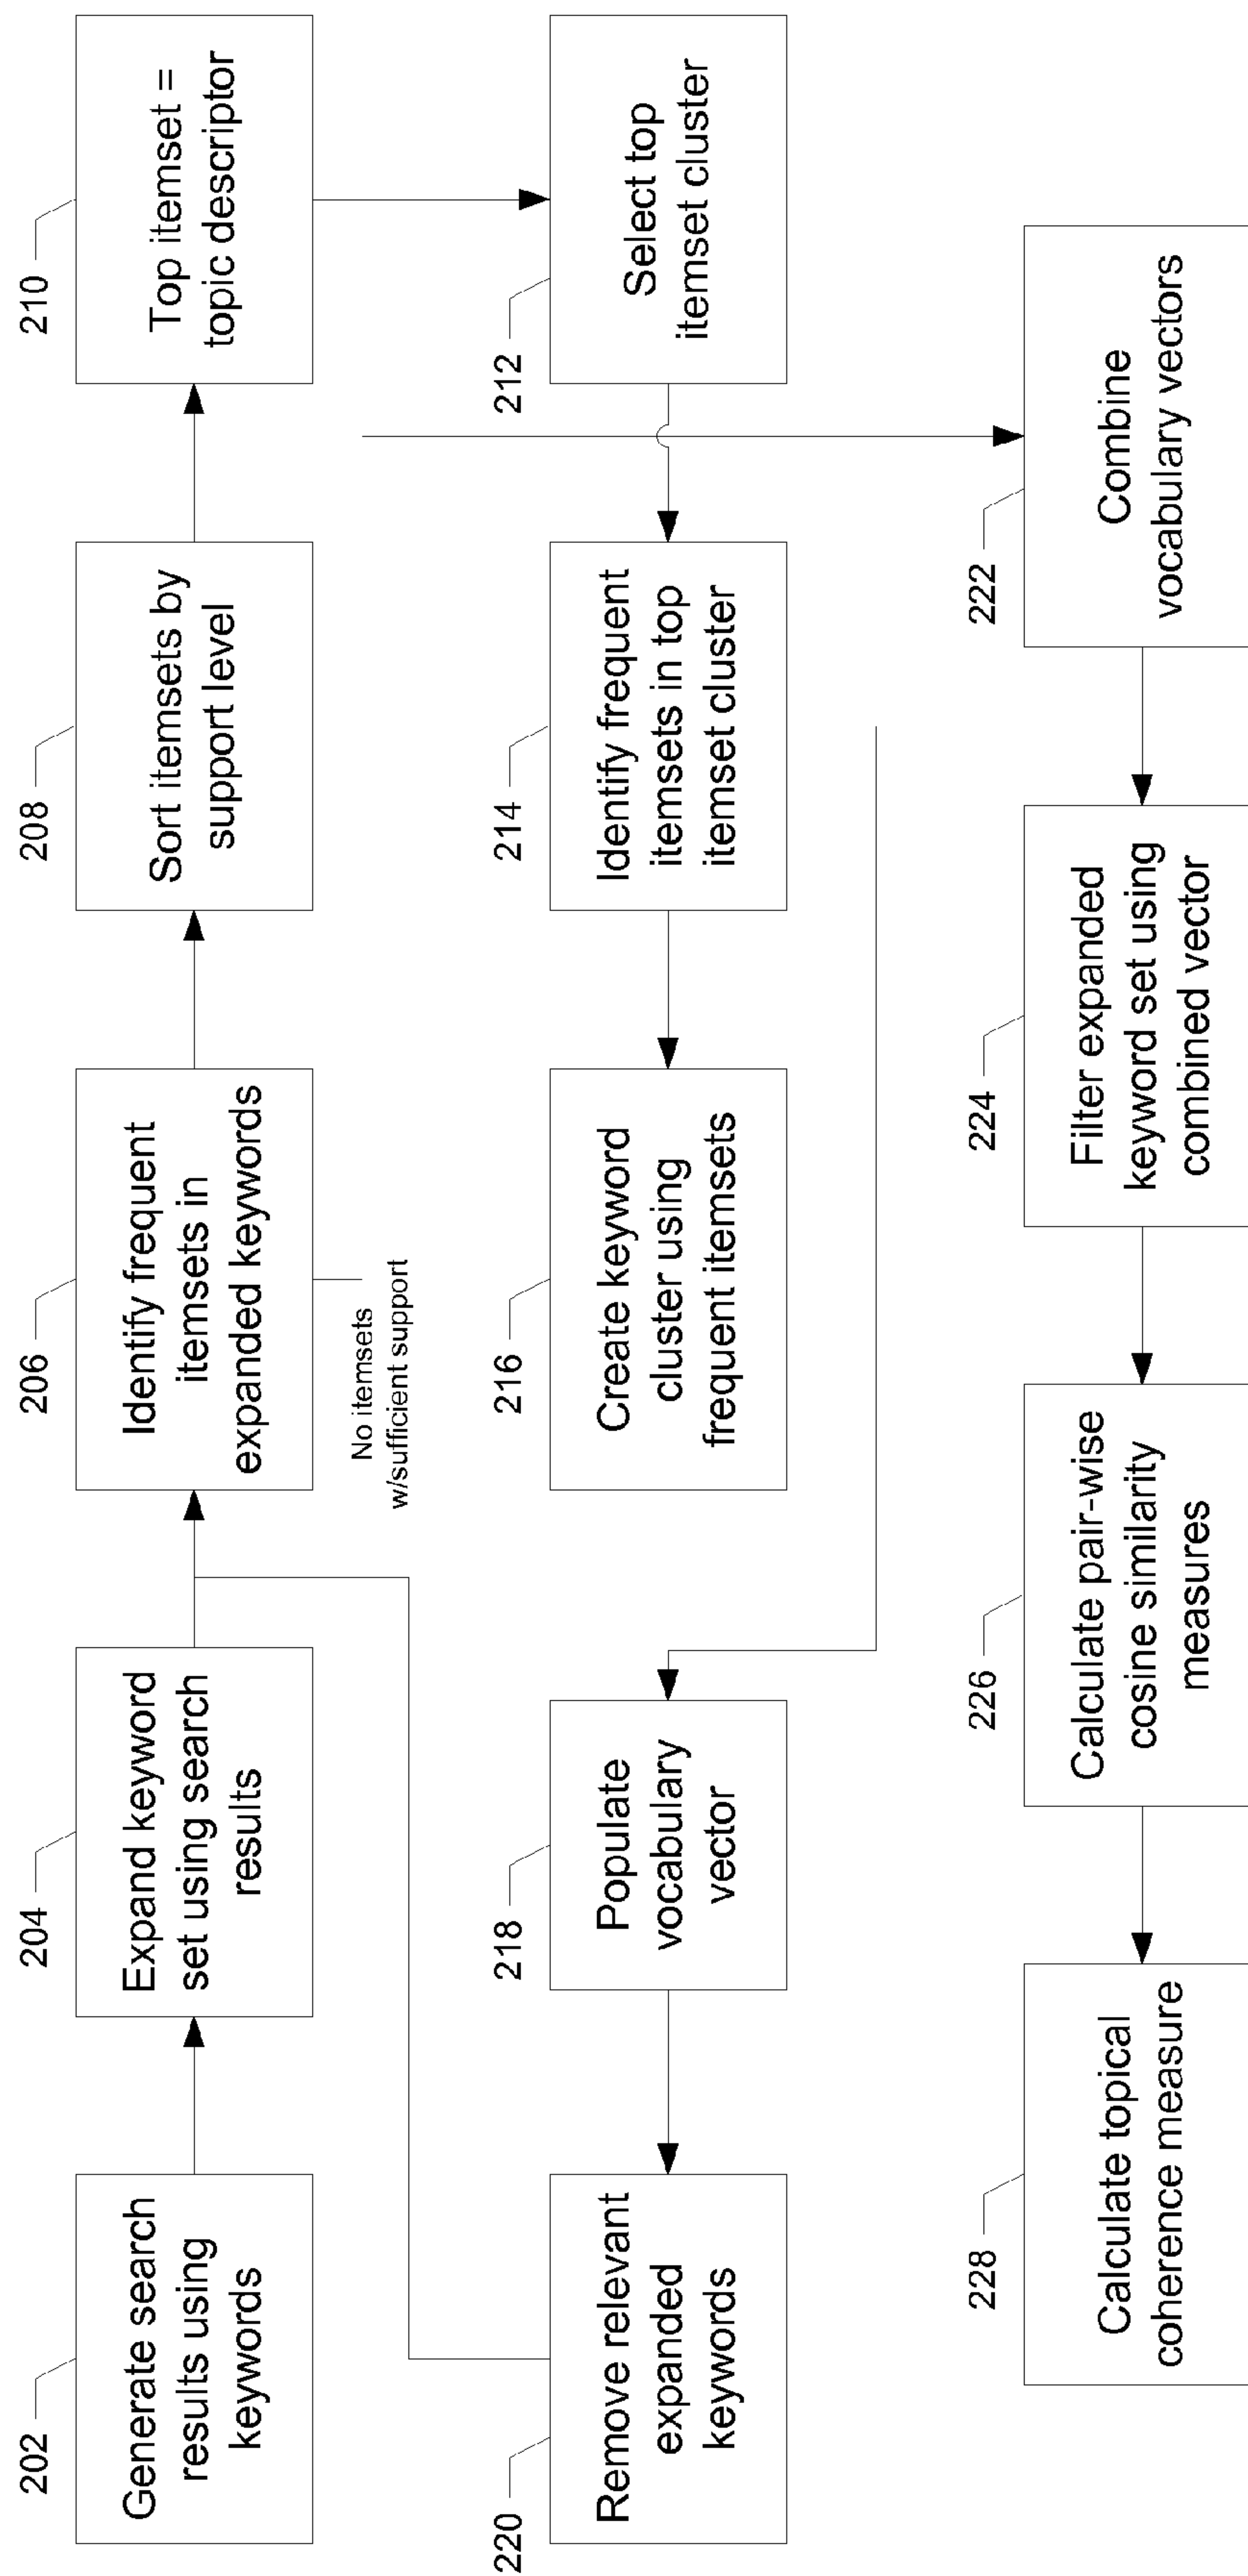 202
Generate search
results using
keywords
204
Expand keyword
set using search
results
206
Identify frequent
itemsets in
expanded keywords
No itemsets
w/sufficient support
208
Sort itemsets by
support level
210
Top itemset =
topic descriptor
212
Select top
itemset cluster
214
Identify frequent
itemsets in top
itemset cluster
216
Create keyword
cluster using
frequent itemsets
218
Populate
vocabulary
vector
220
Remove relevant
expanded
keywords
222
Combine
vocabulary vectors
224
Filter expanded
keyword set using
combined vector
226
Calculate pair-wise
cosine similarity
measures
228
Calculate topical
coherence measure